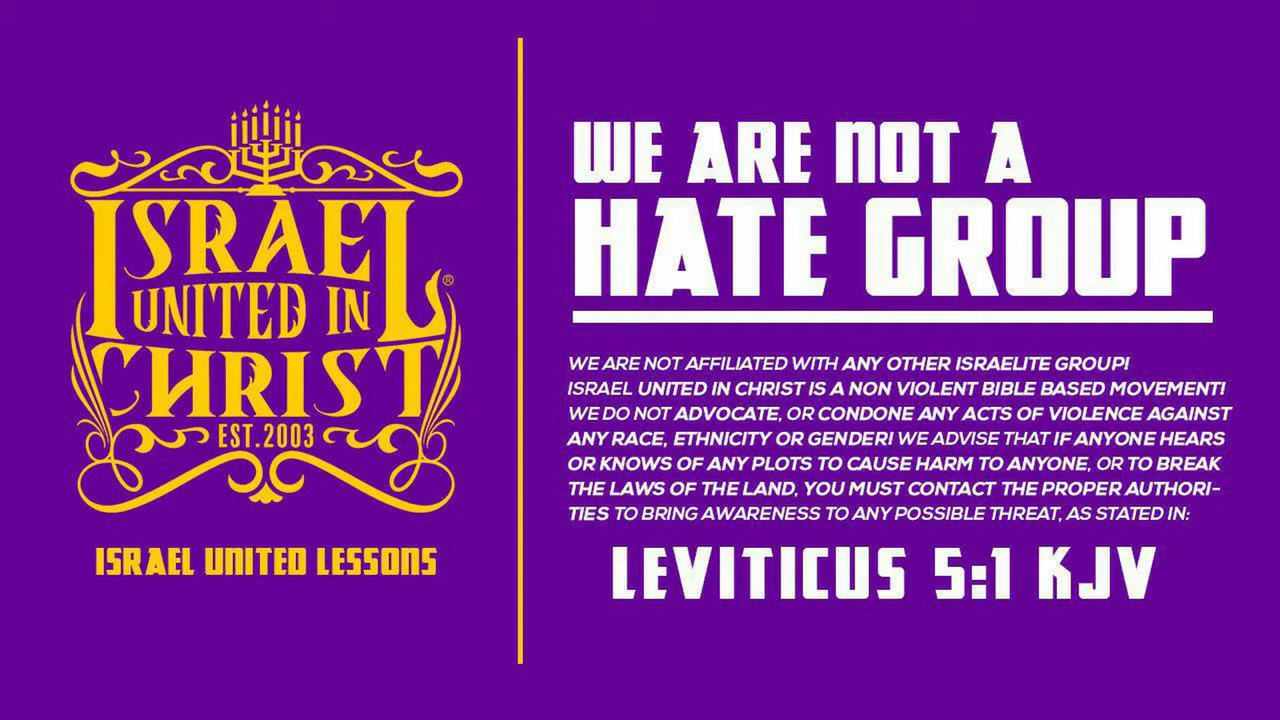 ISRAEL
UNITED IN
CHRIST
®
EST.2003
ISRAEL UNITED LESSONS
WE ARE NOT A
HATE GROUP
WE ARE NOT AFFILIATED WITH ANY OTHER ISRAELITE GROUP!
ISRAEL UNITED IN CHRIST IS A NON VIOLENT BIBLE BASED MOVEMENT!
WE DO NOT ADVOCATE, OR CONDONE ANY ACTS OF VIOLENCE AGAINST
ANY RACE, ETHNICITY OR GENDER! WE ADVISE THAT IF ANYONE HEARS
OR KNOWS OF ANY PLOTS TO CAUSE HARM TO ANYONE, OR TO BREAK
THE LAWS OF THE LAND, YOU MUST CONTACT THE PROPER AUTHORI-
TIES TO BRING AWARENESS TO ANY POSSIBLE THREAT, AS STATED IN:
LEVITICUS 5:1 KJV